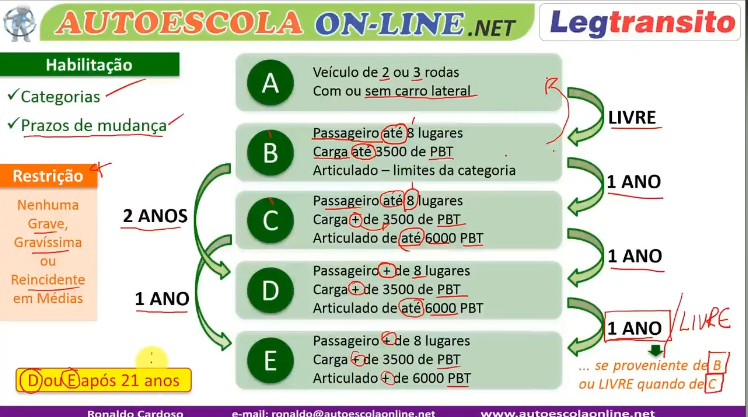 AUTOESCOLA ON-LINE.NET
Legtransito
Habilitação
✓Categorias
✓Prazos de mudança
Restrição
Nenhuma
Grave,
Gravíssima
ou
Reincidente
em Médias
A
Veículo de 2 ou 3 rodas
Com ou sem carro lateral
B
Passageiro até 8 lugares
Carga até 3500 de PBT
Articulado – limites da categoria
C
Passageiro até 8 lugares
Carga + de 3500 de PBT
Articulado de até 6000 PBT
D
Passageiro + de 8 lugares
Carga + de 3500 de PBT
Articulado de até 6000 PBT
E
Passageiro + de 8 lugares
Carga + de 3500 de PBT
Articulado + de 6000 PBT
2 ANOS
1 ANO
LIVRE
1 ANO
1 ANO
1 ANO
LIVRE
... se proveniente de B
ou LIVRE quando de C
D ou E após 21 anos
Ronaldo Cardoso
e-mail: ronaldo@autoescolaonline.net
www.autoescolaonline.net